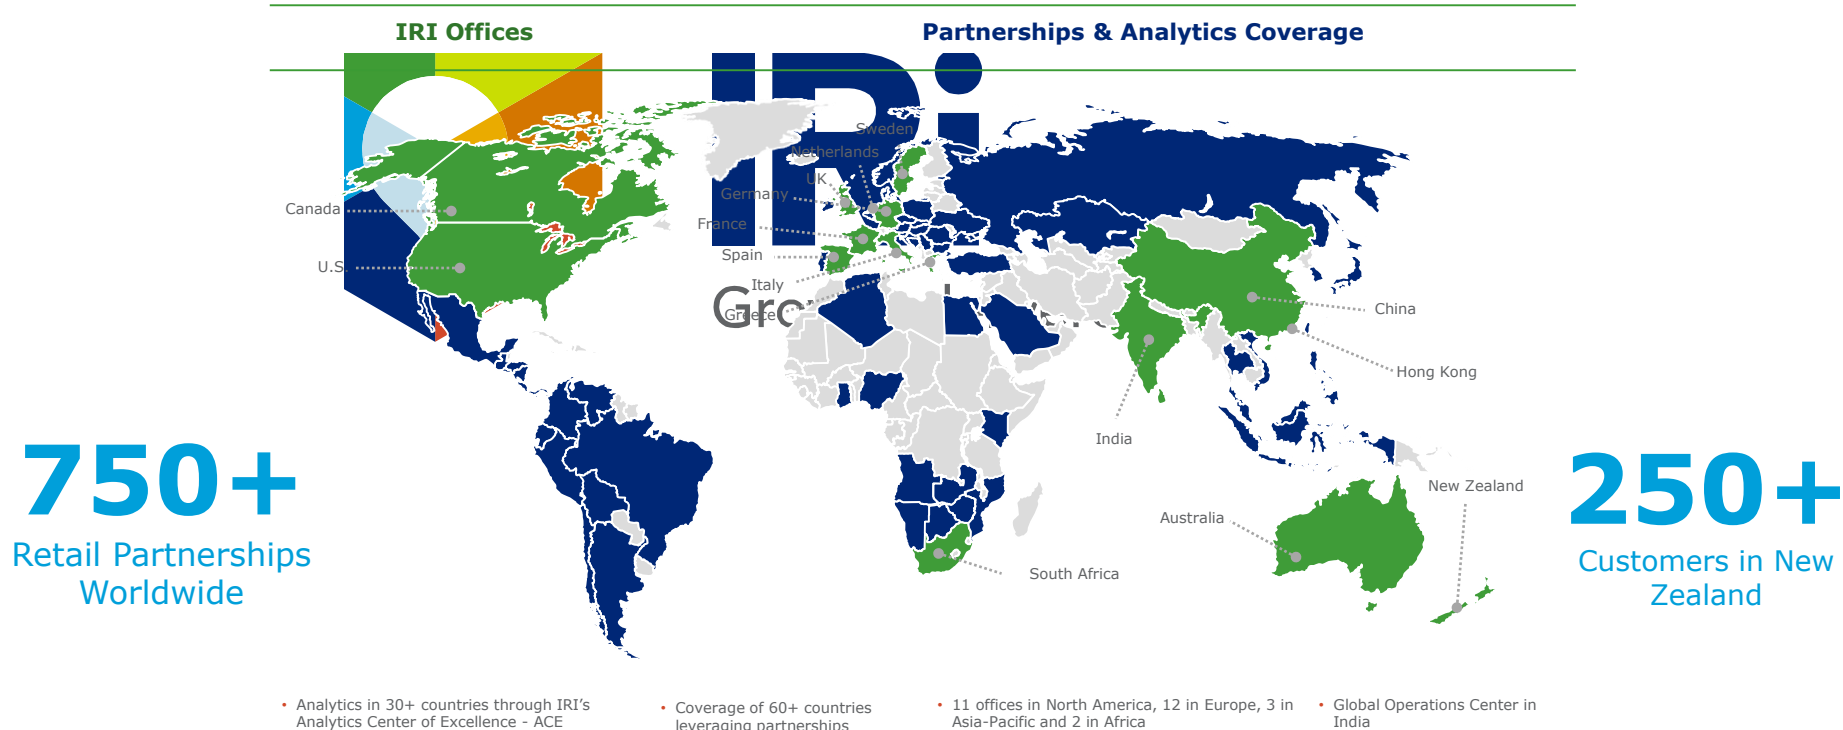 IRI Offices
Partnerships & Analytics Coverage
IRi
Sweden
Netherlands
UK
Germany
Canada
France
Spain
U.S.
Italy
Greece
China
Hong Kong
India
750+
Retail Partnerships
Worldwide
250+
Customers in New
Zealand
New Zealand
Australia
South Africa
• Analytics in 30+ countries through IRI’s
Analytics Center of Excellence - ACE
• Coverage of 60+ countries
leveraging partnerships
• 11 offices in North America, 12 in Europe, 3 in
Asia-Pacific and 2 in Africa
• Global Operations Center in
India